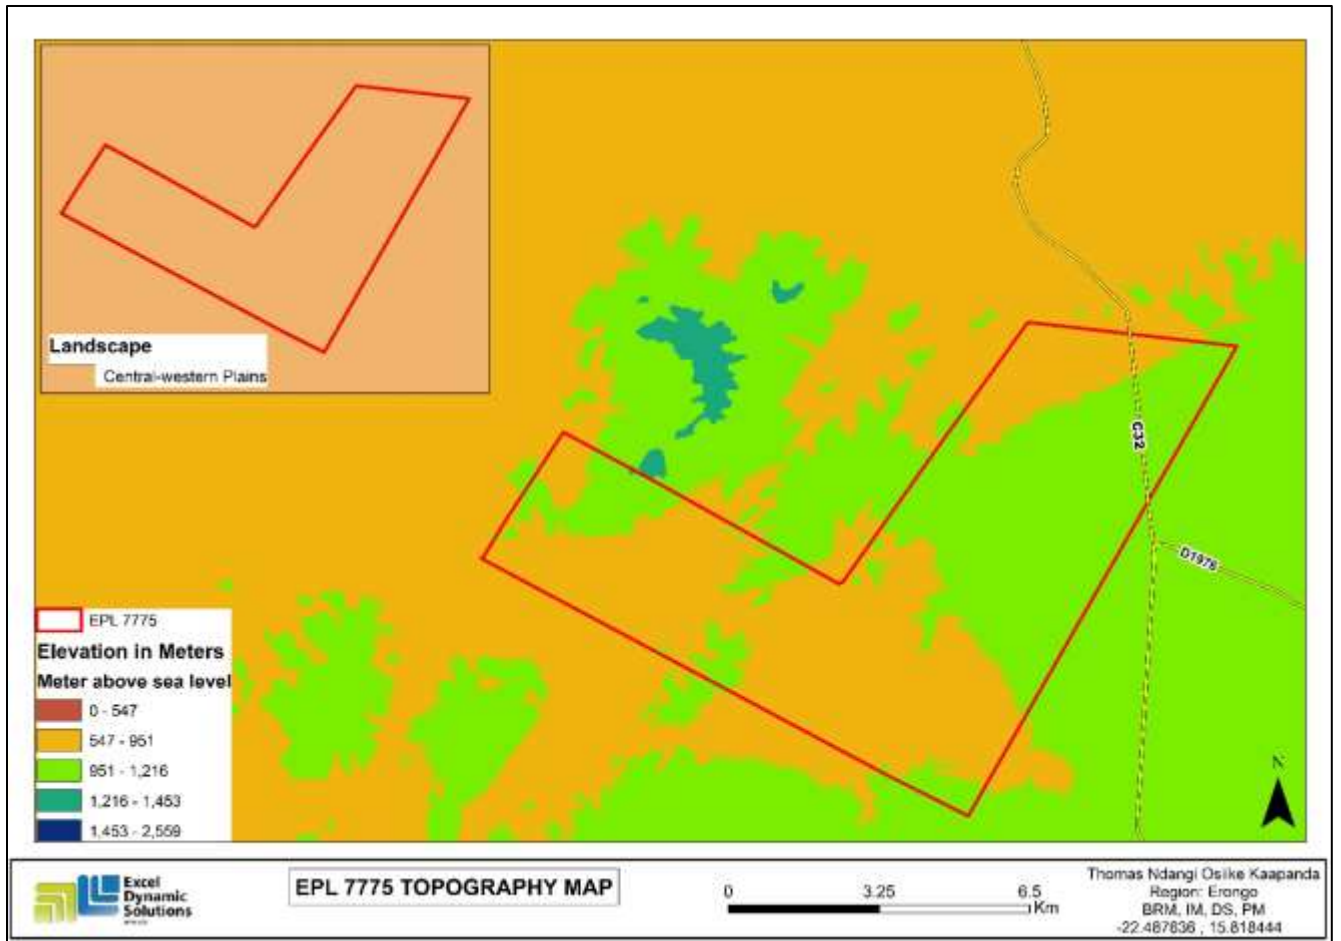 Landscape
Central-western Plains
C32
D1976
EPL 7775
Elevation in Meters
Meter above sea level
0 - 547
547 - 951
951 - 1,216
1,216 - 1,453
1,453 - 2,559
N
Excel
Dynamic
Solutions
EPL 7775 TOPOGRAPHY MAP
0 3.25 6.5
Km
Thomas Ndangi Osiike Kaapanda
Region: Erongo
BRM, IM, DS, PM
-22.487636 , 15.818444